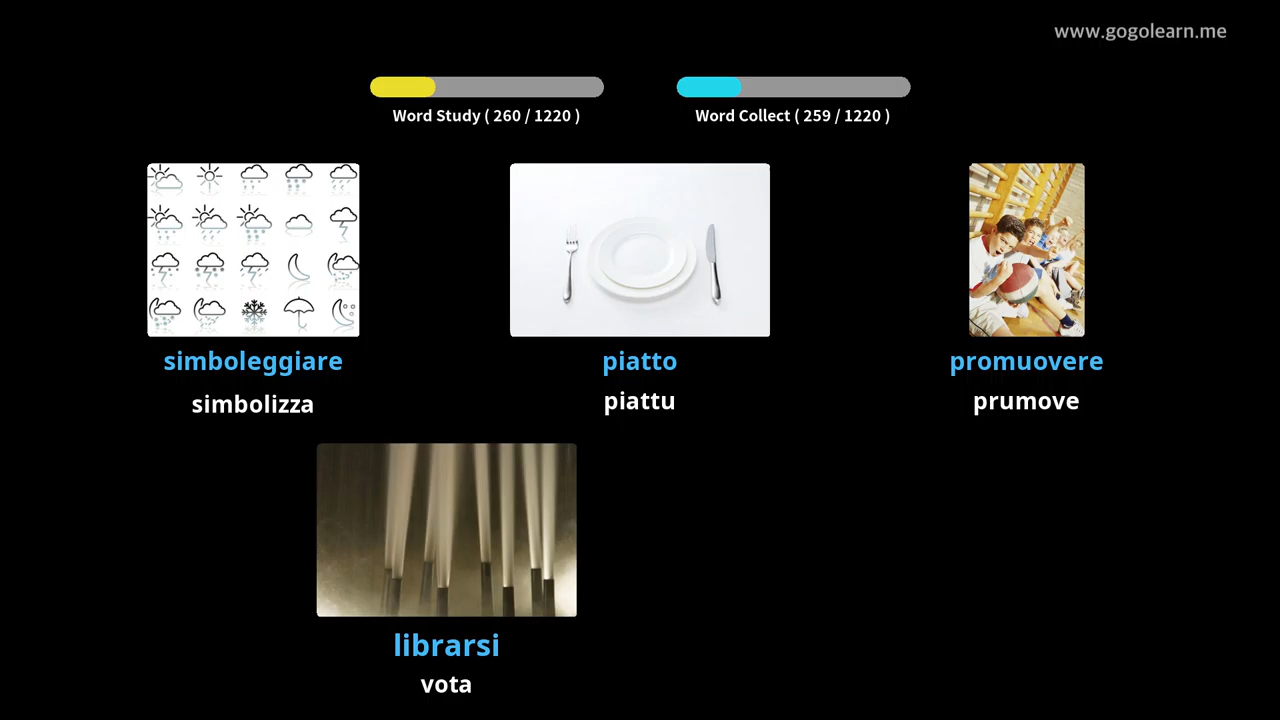 www.gogolearn.me
Word Study ( 260 / 1220 )
Word Collect ( 259 / 1220 )
simboleggiare
simbolizza
piatto
piattu
promuovere
prumove
librarsi
vota